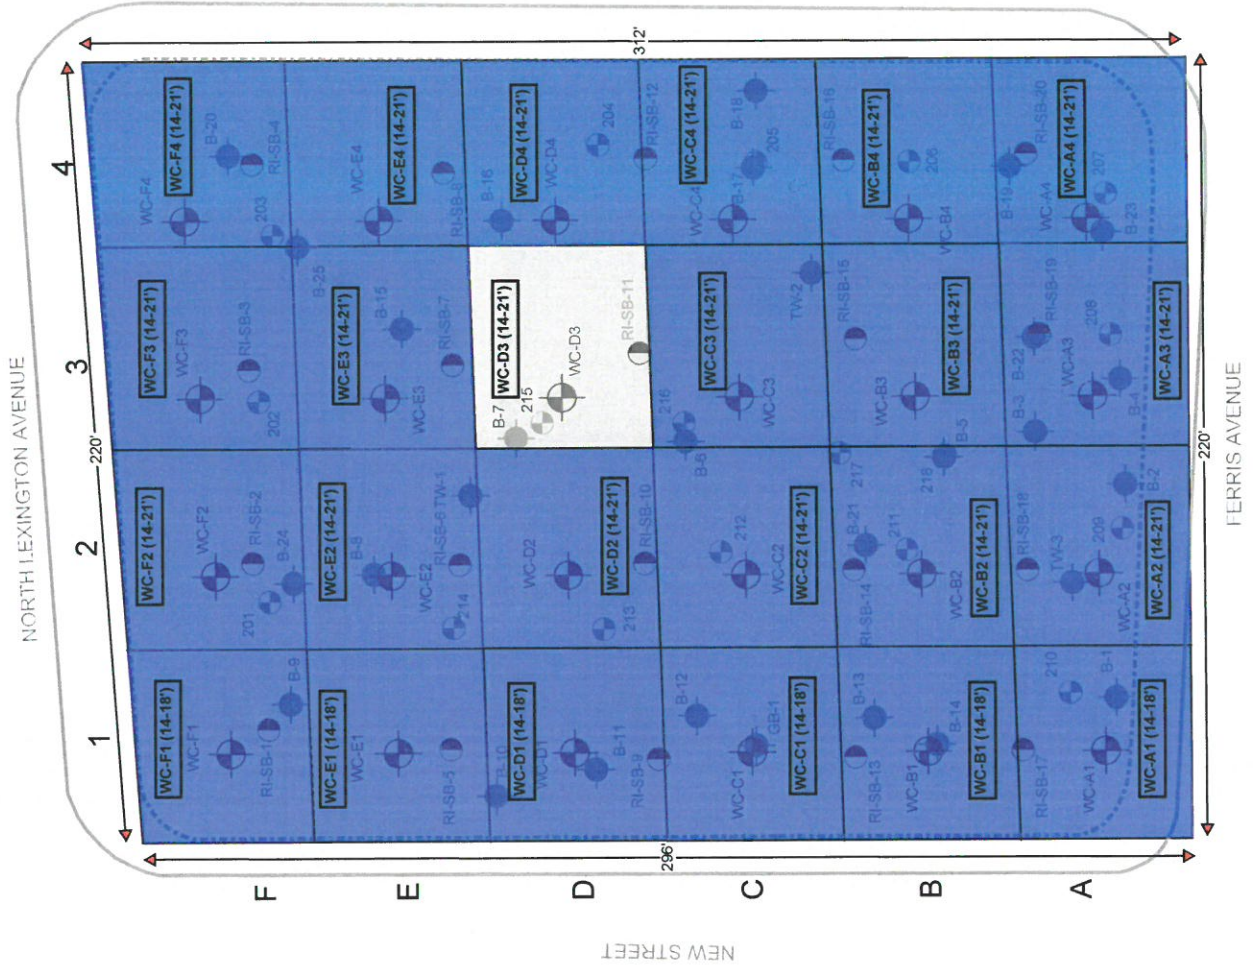 NORTH LEXINGTON AVENUE
220'
312'
1
2
3
4
F
E
D
C
B
A
NEW STREET
296'
FERRIS AVENUE
220'
WC-F1 (14-18')
WC-F1
RI-SB-1
B-9
WC-F2 (14-21')
WC-F2
RI-SB-2
B-24
201
WC-F3 (14-21')
WC-F3
RI-SB-3
202
WC-F4 (14-21')
WC-F4
B-20
RI-SB-4
203
B-25
WC-E1 (14-18')
WC-E1
RI-SB-5
WC-E2 (14-21')
B-8
WC-E2
RI-SB-6
TW-1
214
WC-E3 (14-21')
B-15
WC-E3
RI-SB-7
WC-E4 (14-21')
WC-E4
RI-SB-8
B-10
WC-D1 (14-18')
WC-D1
B-11
RI-SB-9
WC-D2 (14-21')
WC-D2
213
RI-SB-10
WC-D3 (14-21')
WC-D3
B-7
215
RI-SB-11
WC-D4 (14-21')
WC-D4
B-16
204
RI-SB-12
B-12
WC-C1
GB-1
WC-C1 (14-18')
212
WC-C2
WC-C2 (14-21')
216
B-6
WC-C3 (14-21')
WC-C3
TW-2
WC-C4 (14-21')
WC-C4
B-17
B-18
205
B-13
RI-SB-13
WC-B1
B-14
WC-B1 (14-18')
217
B-21
211
RI-SB-14
WC-B2
WC-B2 (14-21')
218
B-5
RI-SB-15
WC-B3
WC-B3 (14-21')
RI-SB-16
WC-B4 (14-21')
206
WC-B4
RI-SB-17
210
B-1
WC-A1
WC-A1 (14-18')
RI-SB-18
TW-3
209
B-2
WC-A2
WC-A2 (14-21')
B-3
B-22
RI-SB-19
208
WC-A3
B-4
WC-A3 (14-21')
B-19
RI-SB-20
WC-A4 (14-21')
WC-A4
207
B-23